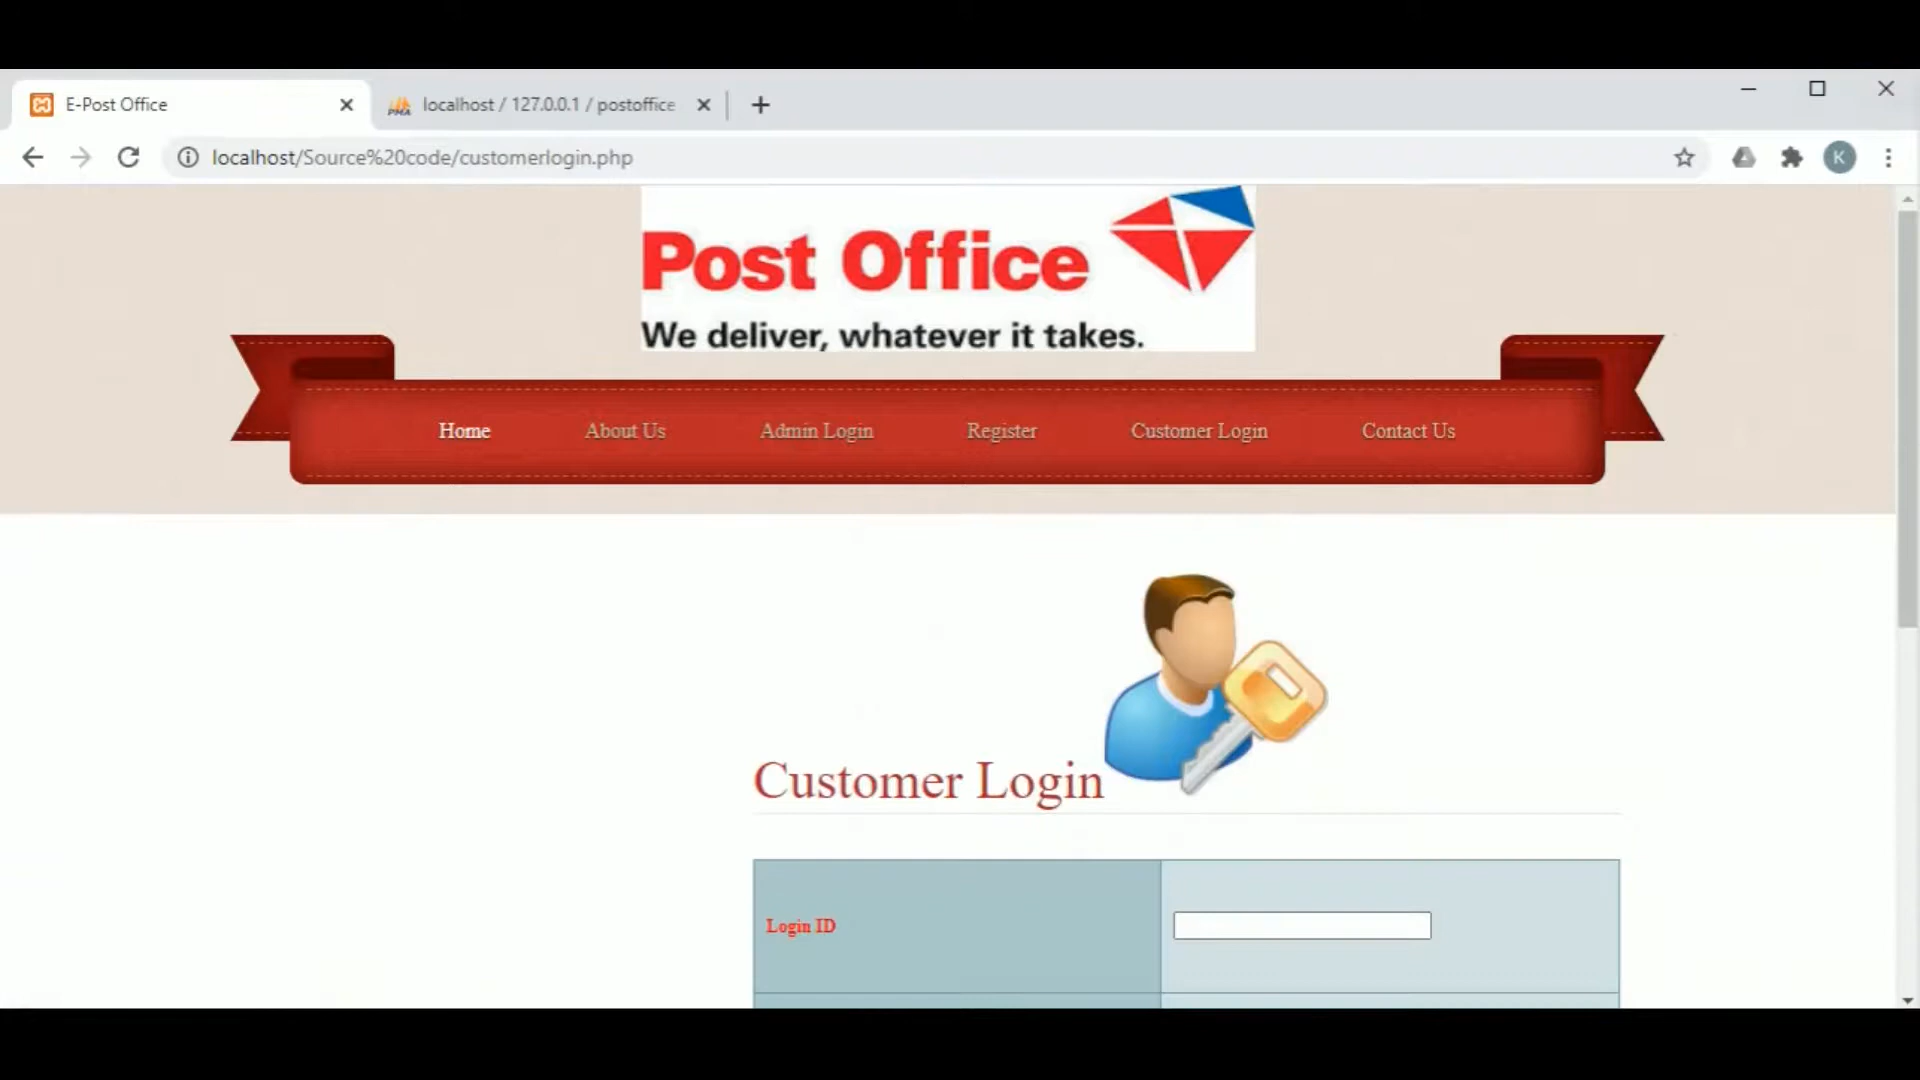 E-Post Office
localhost / 127.0.0.1 / postoffice
localhost/Source%20code/customerlogin.php
K
Post Office
We deliver, whatever it takes.
Home About Us Admin Login Register Customer Login Contact Us
Customer Login
Login ID